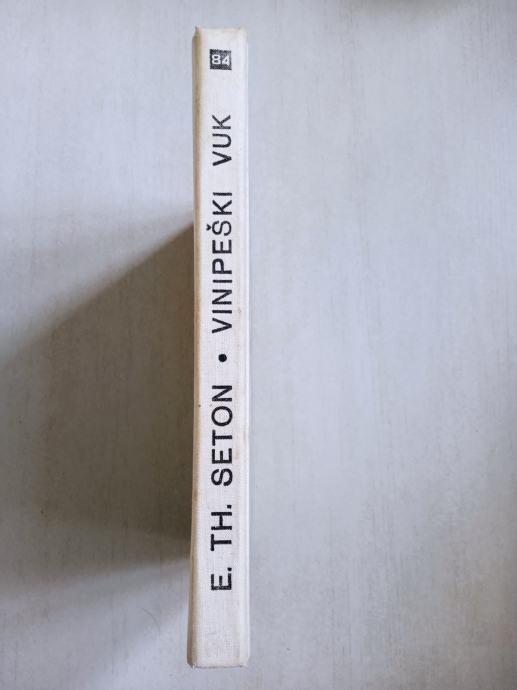 E. TH. SETON • VINIPEŠKI VUK
84